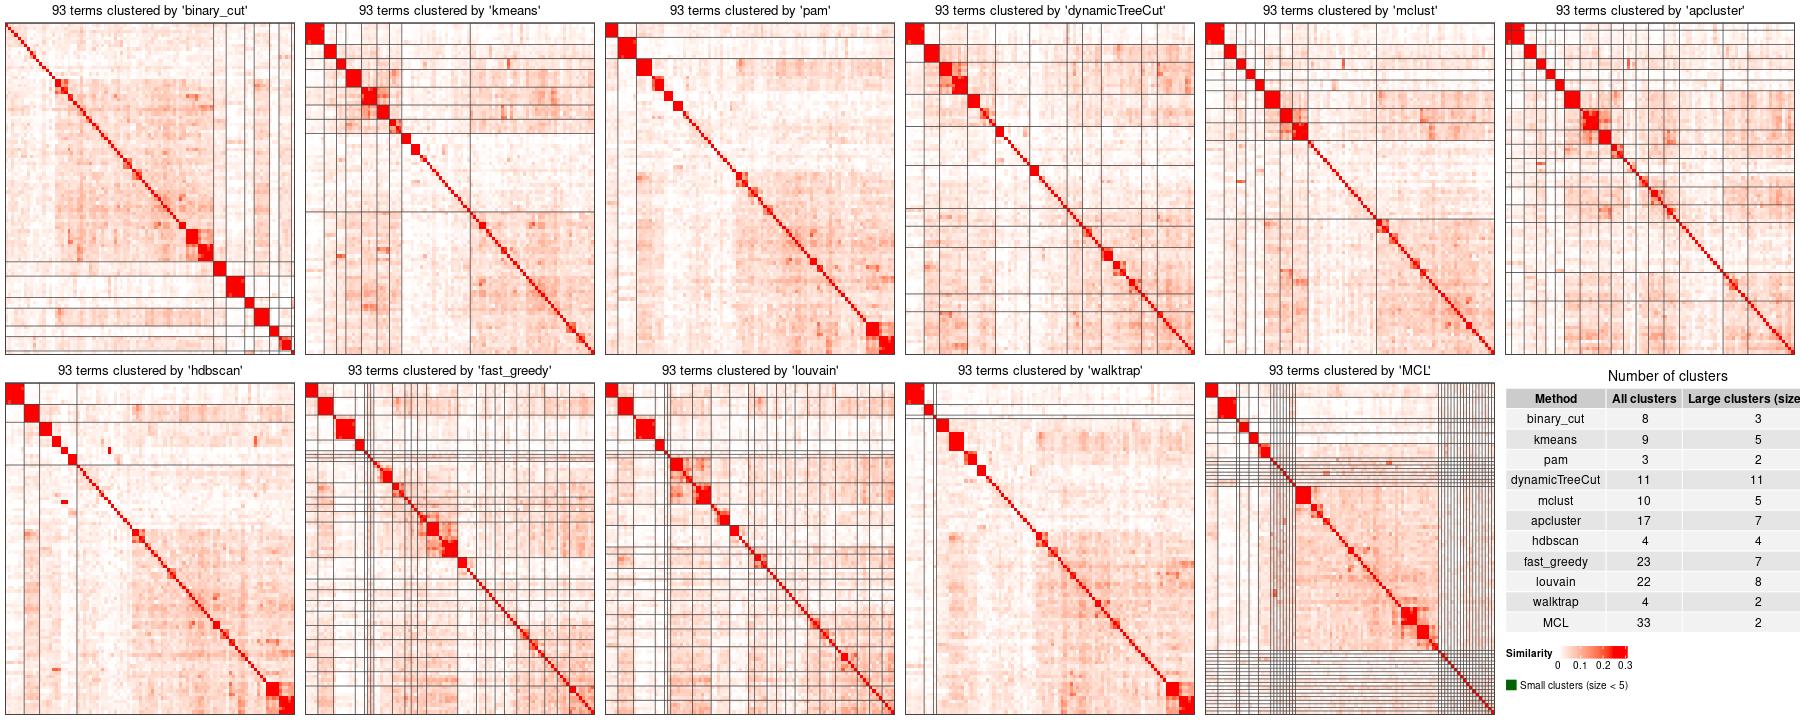 93 terms clustered by 'binary_cut'
93 terms clustered by 'kmeans'
93 terms clustered by 'pam'
93 terms clustered by 'dynamicTreeCut'
93 terms clustered by 'mclust'
93 terms clustered by 'apcluster'
93 terms clustered by 'hdbscan'
93 terms clustered by 'fast_greedy'
93 terms clustered by 'louvain'
93 terms clustered by 'walktrap'
93 terms clustered by 'MCL'
Number of clusters
Method All clusters Large clusters (size
binary_cut 8 3
kmeans 9 5
pam 3 2
dynamicTreeCut 11 11
mclust 10 5
apcluster 17 7
hdbscan 4 4
fast_greedy 23 7
louvain 22 8
walktrap 4 2
MCL 33 2
Similarity
0 0.1 0.2 0.3
Small clusters (size < 5)